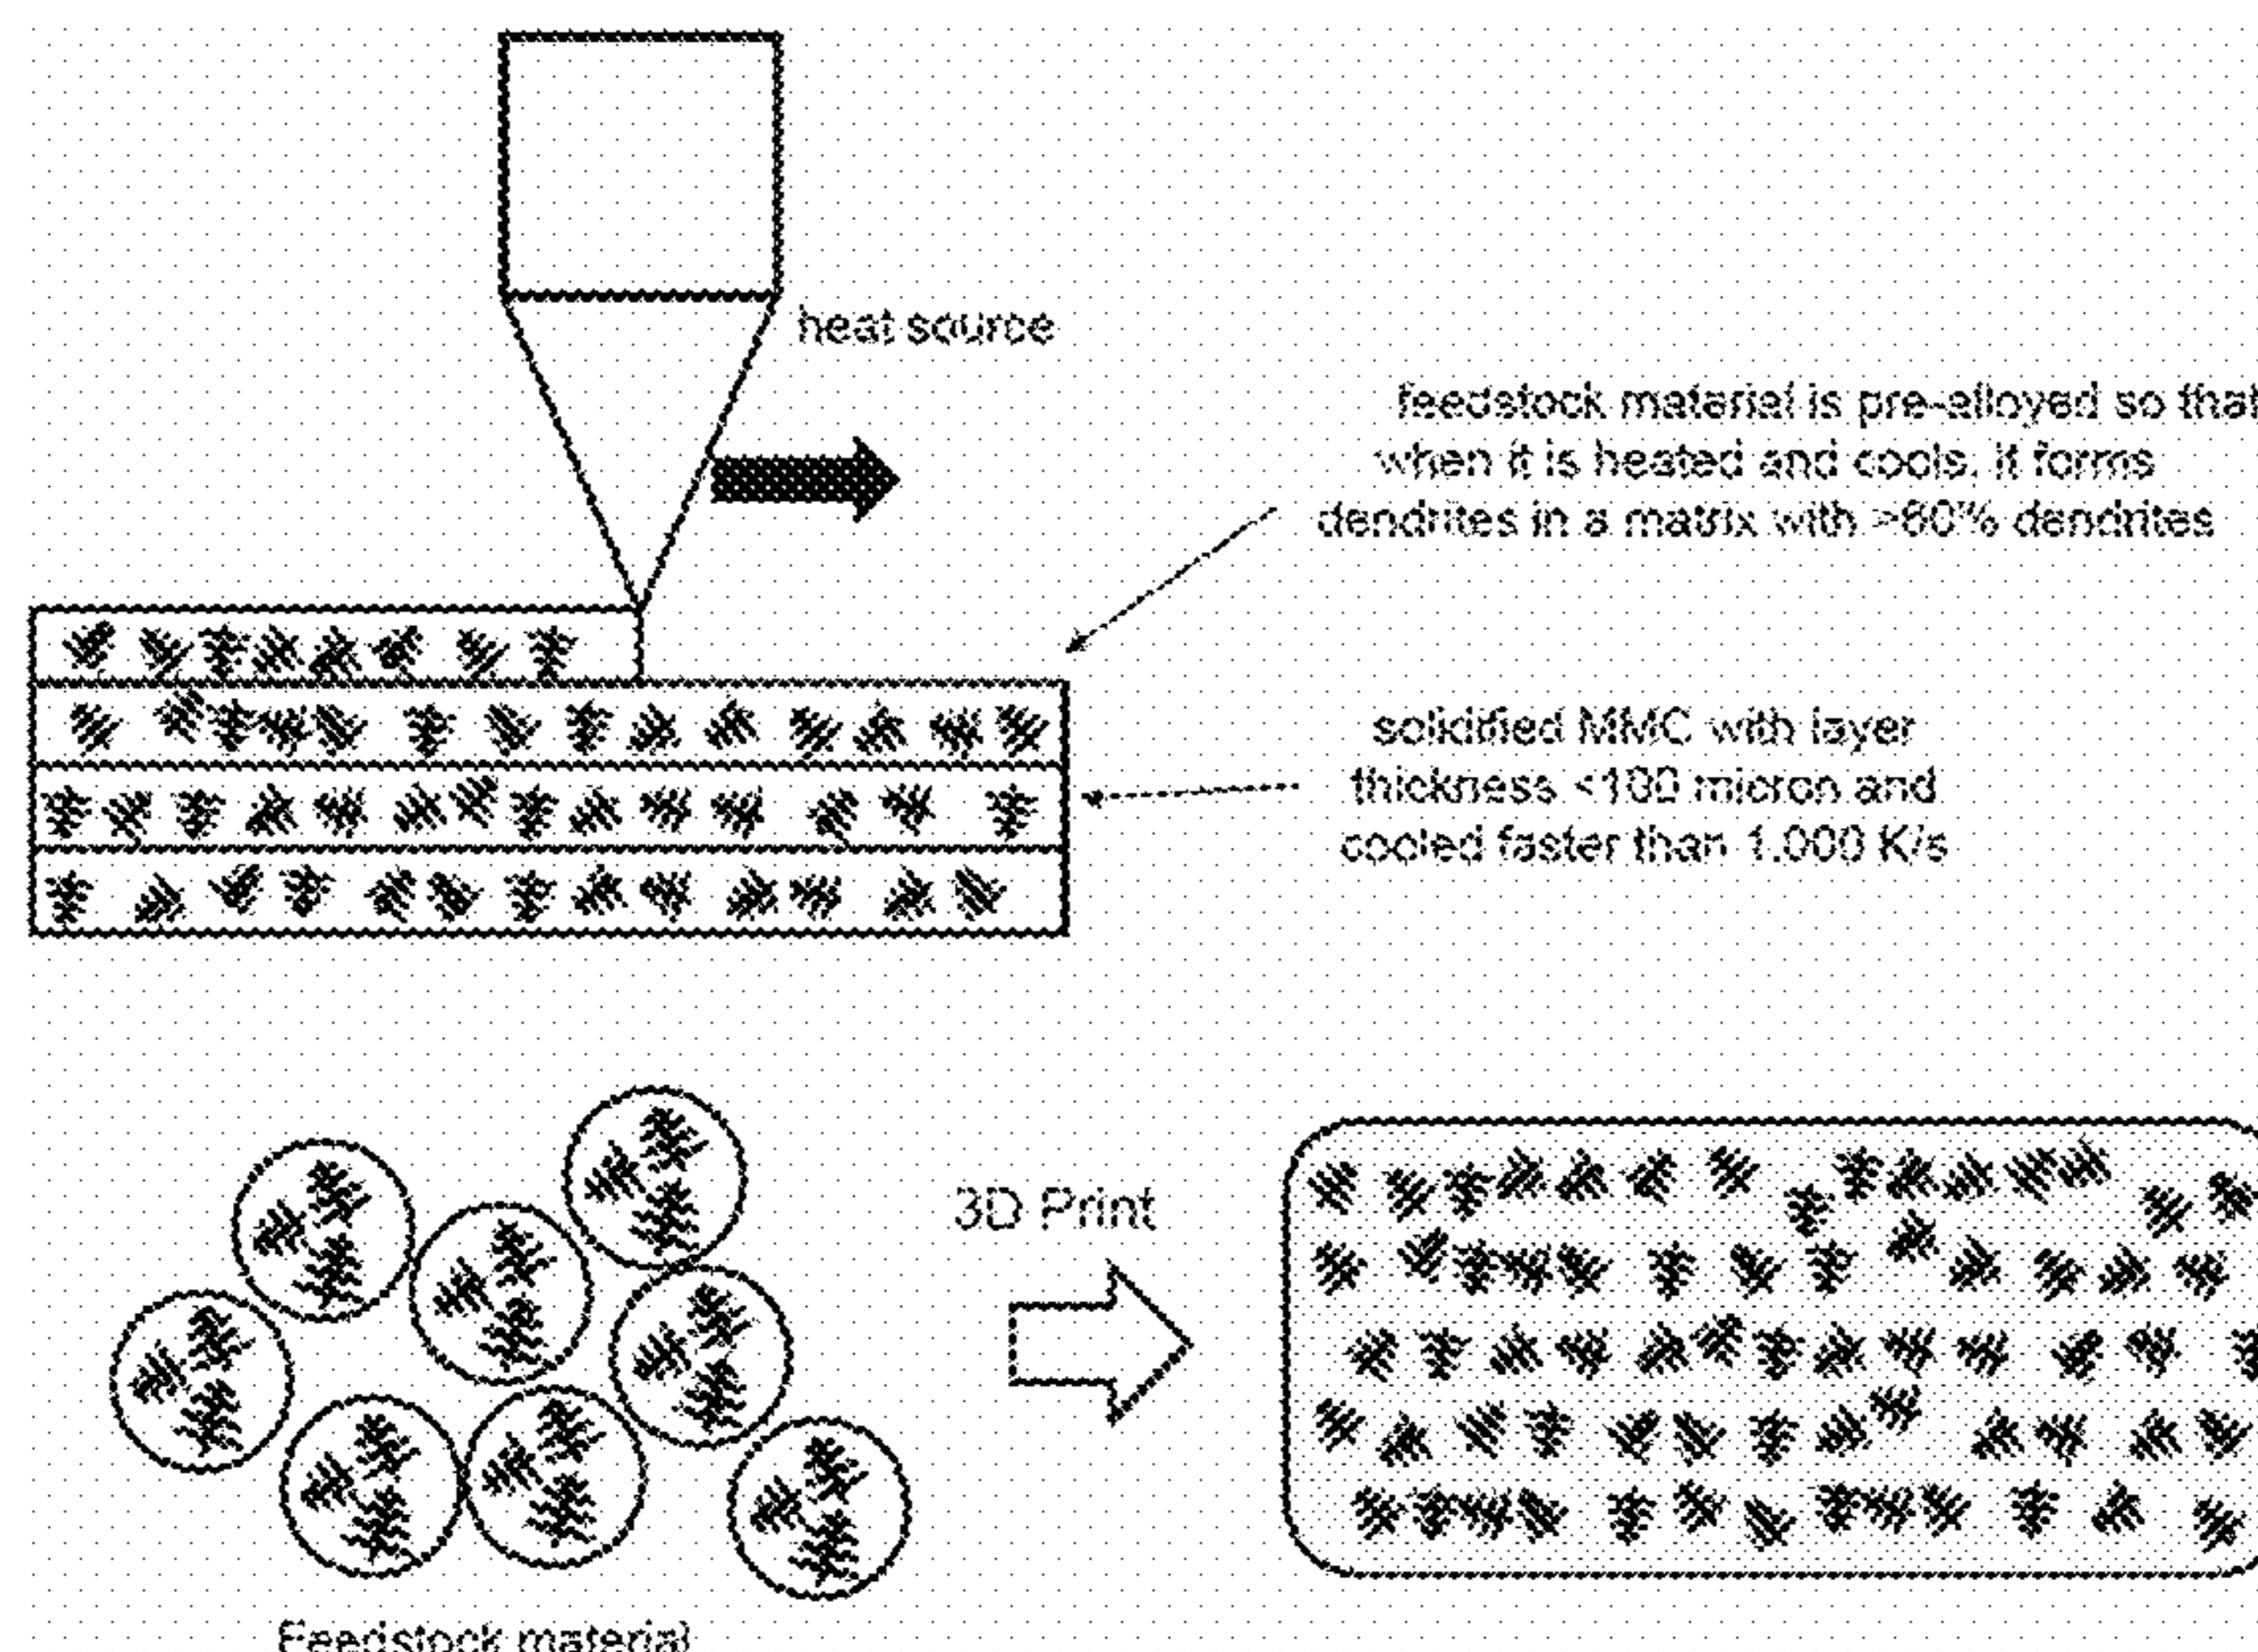 heat source
feedstock material is pre-alloyed so that
when it is heated and cools, it forms
dendrites in a matrix with >60% dendrites
solidified MMC with layer
thickness <100 micron and
cooled faster than 1,000 K/s
3D Print
Feedstock material